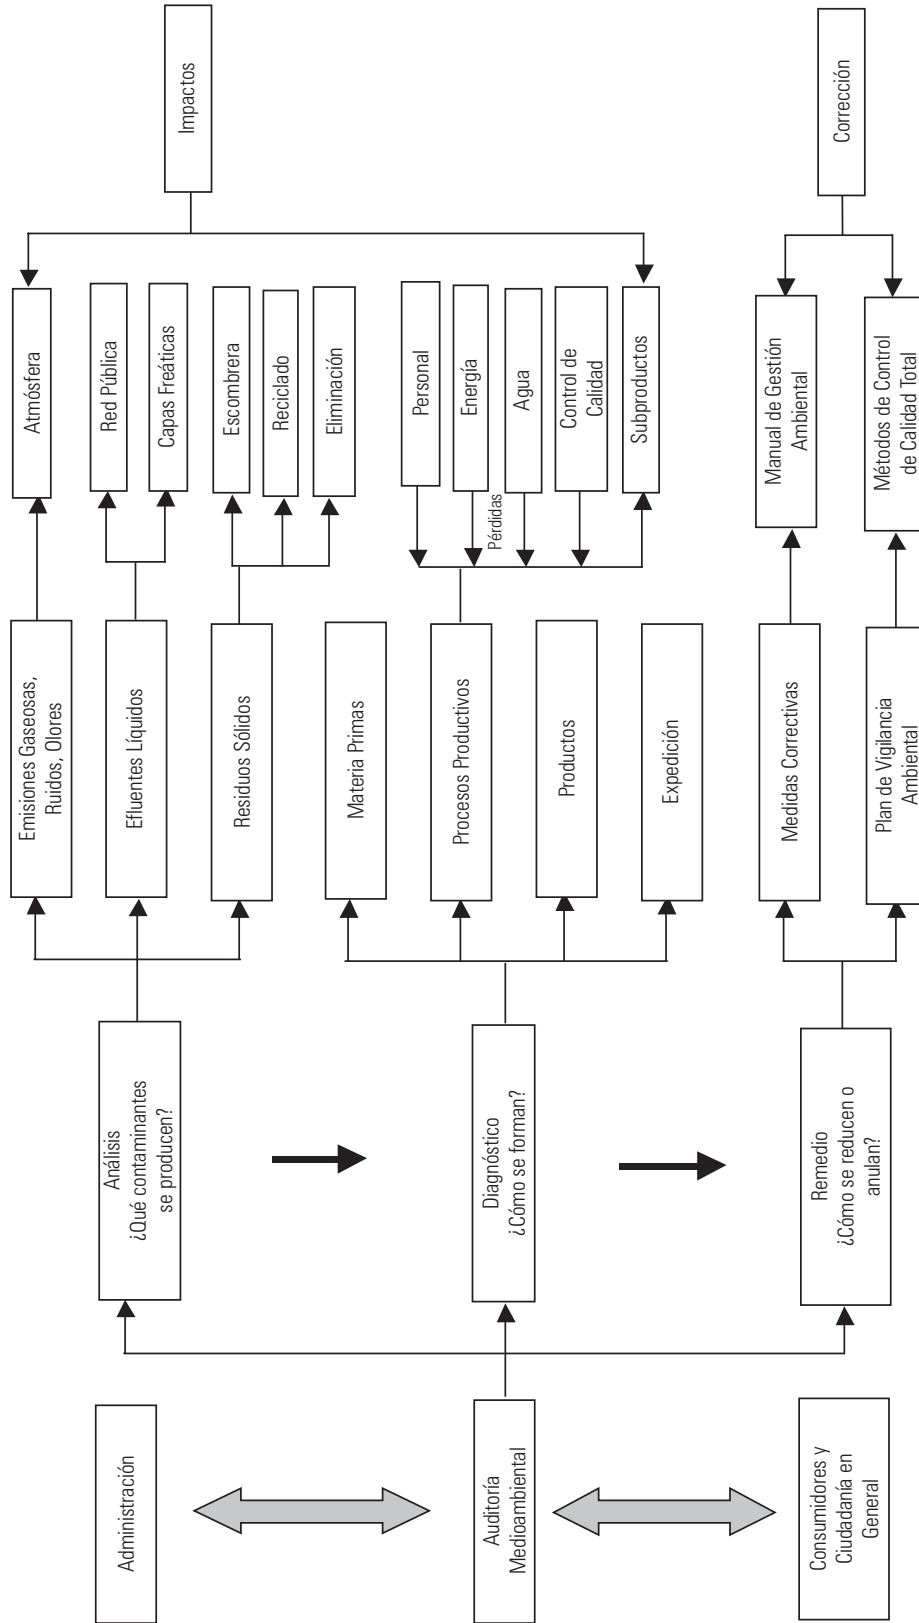 Administración
Auditoría
Medioambiental
Consumidores y
Ciudadanía en
General
Análisis
¿Qué contaminantes
se producen?
Diagnóstico
¿Cómo se forman?
Remedio
¿Cómo se reducen o
anulan?
Emisiones Gaseosas,
Ruidos, Olores
Efluentes Líquidos
Residuos Sólidos
Materia Primas
Procesos Productivos
Productos
Expedición
Medidas Correctivas
Plan de Vigilancia
Ambiental
Atmósfera
Red Pública
Capas Freáticas
Escombrera
Reciclado
Eliminación
Personal
Energía
Pérdidas
Agua
Control de
Calidad
Subproductos
Manual de Gestión
Ambiental
Métodos de Control
de Calidad Total
Impactos
Corrección